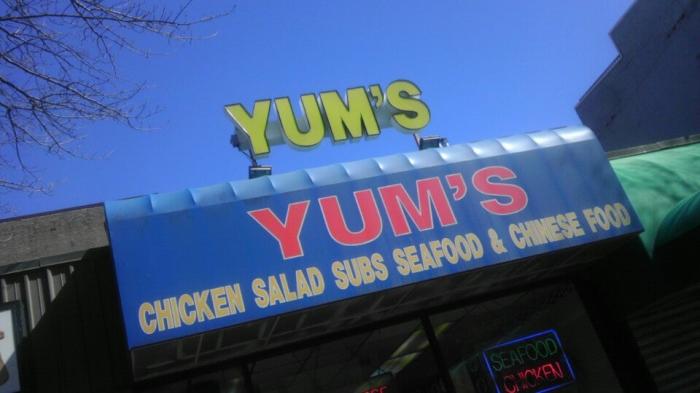 YUM'S
YUM'S
CHICKEN SALAD SUBS SEAFOOD & CHINESE FOOD
SEAFOOD
CHICKEN